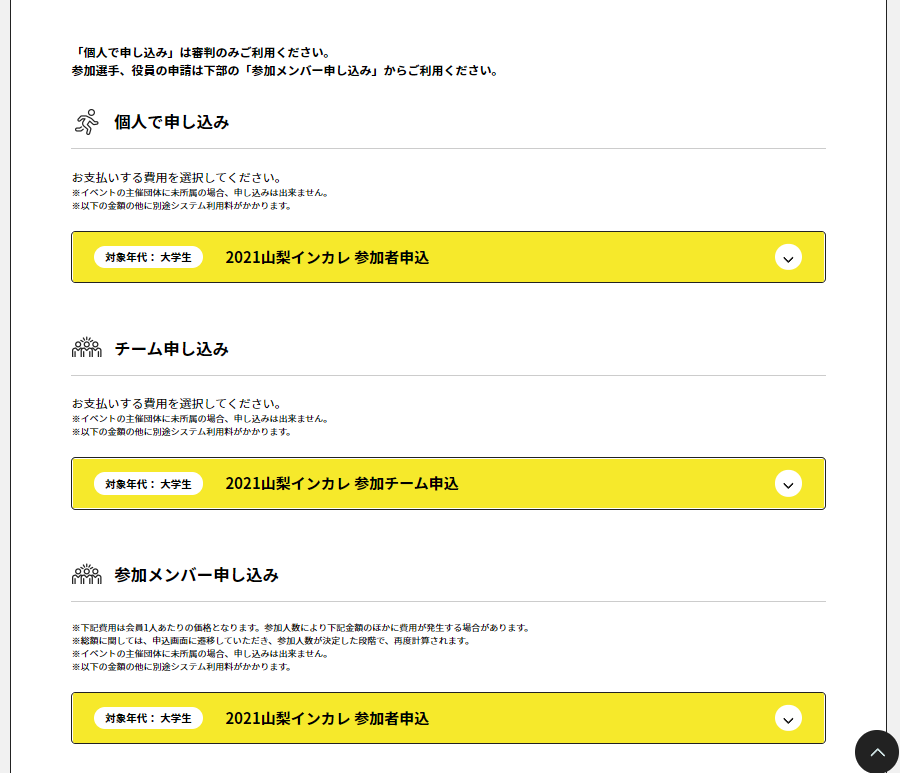 「個人で申し込み」は審判のみご利用ください。
参加選手、役員の申請は下部の「参加メンバー申し込み」からご利用ください。
個人で申し込み
お支払いする費用を選択してください。
※イベントの主催団体に未所属の場合、申し込みは出来ません。
※以下の金額の他に別途システム利用料がかかります。
対象年代： 大学生 2021山梨インカレ 参加者申込
チーム申し込み
お支払いする費用を選択してください。
※イベントの主催団体に未所属の場合、申し込みは出来ません。
※以下の金額の他に別途システム利用料がかかります。
対象年代： 大学生 2021山梨インカレ 参加チーム申込
参加メンバー申し込み
※下記費用は会員1人あたりの価格となります。参加人数により下記金額のほかに費用が発生する場合があります。
※総額に関しては、申込画面に遷移していただき、参加人数が決定した段階で、再度計算されます。
※イベントの主催団体に未所属の場合、申し込みは出来ません。
※以下の金額の他に別途システム利用料がかかります。
対象年代： 大学生 2021山梨インカレ 参加者申込